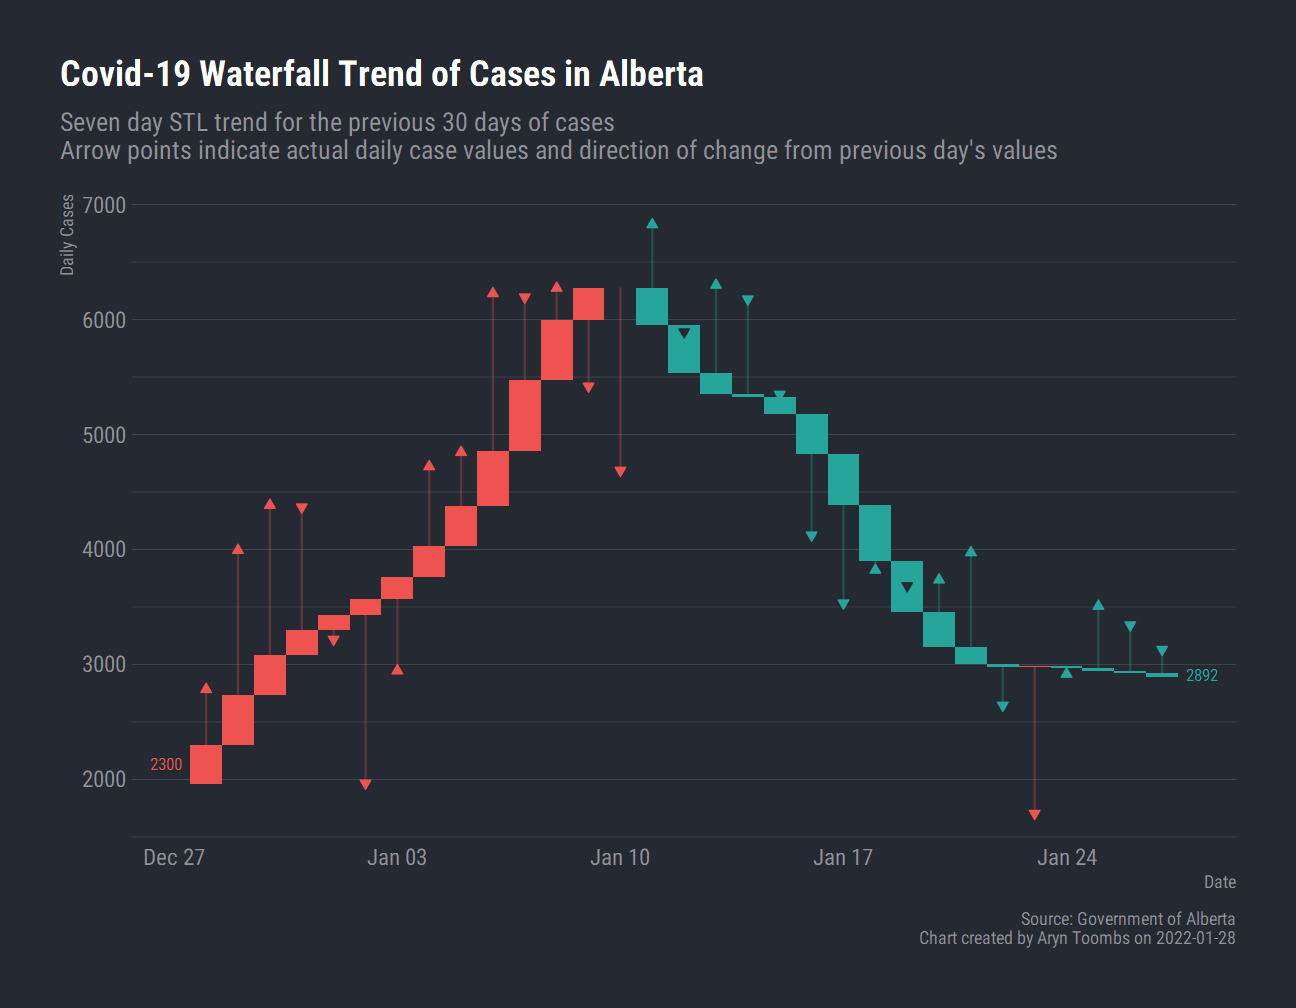 Covid-19 Waterfall Trend of Cases in Alberta
Seven day STL trend for the previous 30 days of cases
Arrow points indicate actual daily case values and direction of change from previous day's values
Daily Cases
7000
6000
5000
4000
3000
2000
2300
2892
Dec 27
Jan 03
Jan 10
Jan 17
Jan 24
Date
Source: Government of Alberta
Chart created by Aryn Toombs on 2022-01-28